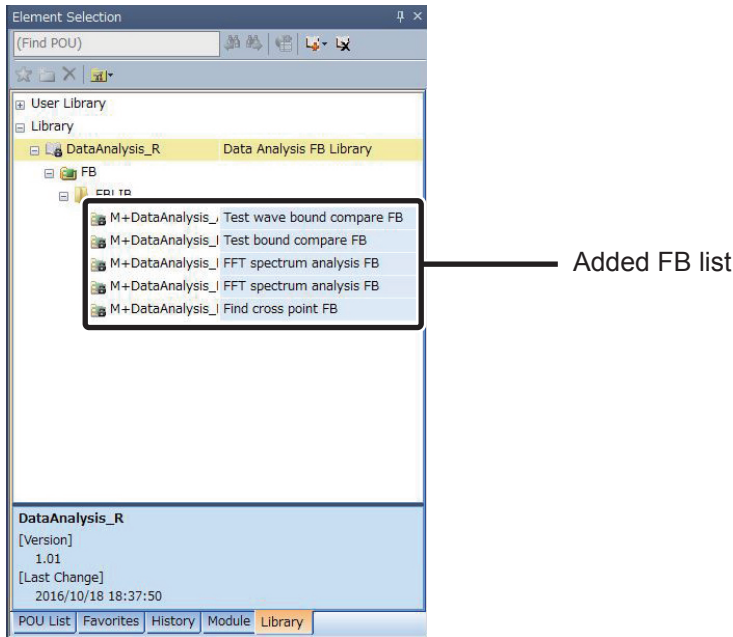 Element Selection
(Find POU)
User Library
Library
DataAnalysis_R Data Analysis FB Library
FB
FBLIB
M+DataAnalysis_ Test wave bound compare FB
M+DataAnalysis_ Test bound compare FB
M+DataAnalysis_ FFT spectrum analysis FB
M+DataAnalysis_ FFT spectrum analysis FB
M+DataAnalysis_ Find cross point FB
Added FB list
DataAnalysis_R
[Version]
1.01
[Last Change]
2016/10/18 18:37:50
POU List Favorites History Module Library